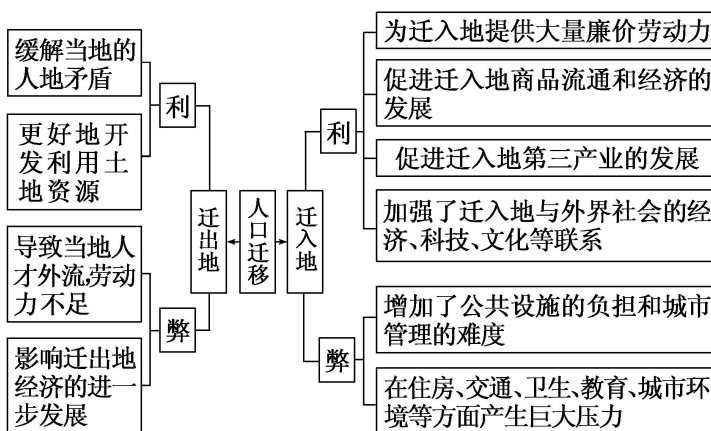 缓解当地的
人地矛盾
更好地开
发利用土
地资源
利
导致当地人
才外流,劳动
力不足
影响迁出地
经济的进一
步发展
弊
迁出地
人口迁移
迁入地
利
为迁入地提供大量廉价劳动力
促进迁入地商品流通和经济的
发展
促进迁入地第三产业的发展
加强了迁入地与外界社会的经
济、科技、文化等联系
弊
增加了公共设施的负担和城市
管理的难度
在住房、交通、卫生、教育、城市环
境等方面产生巨大压力